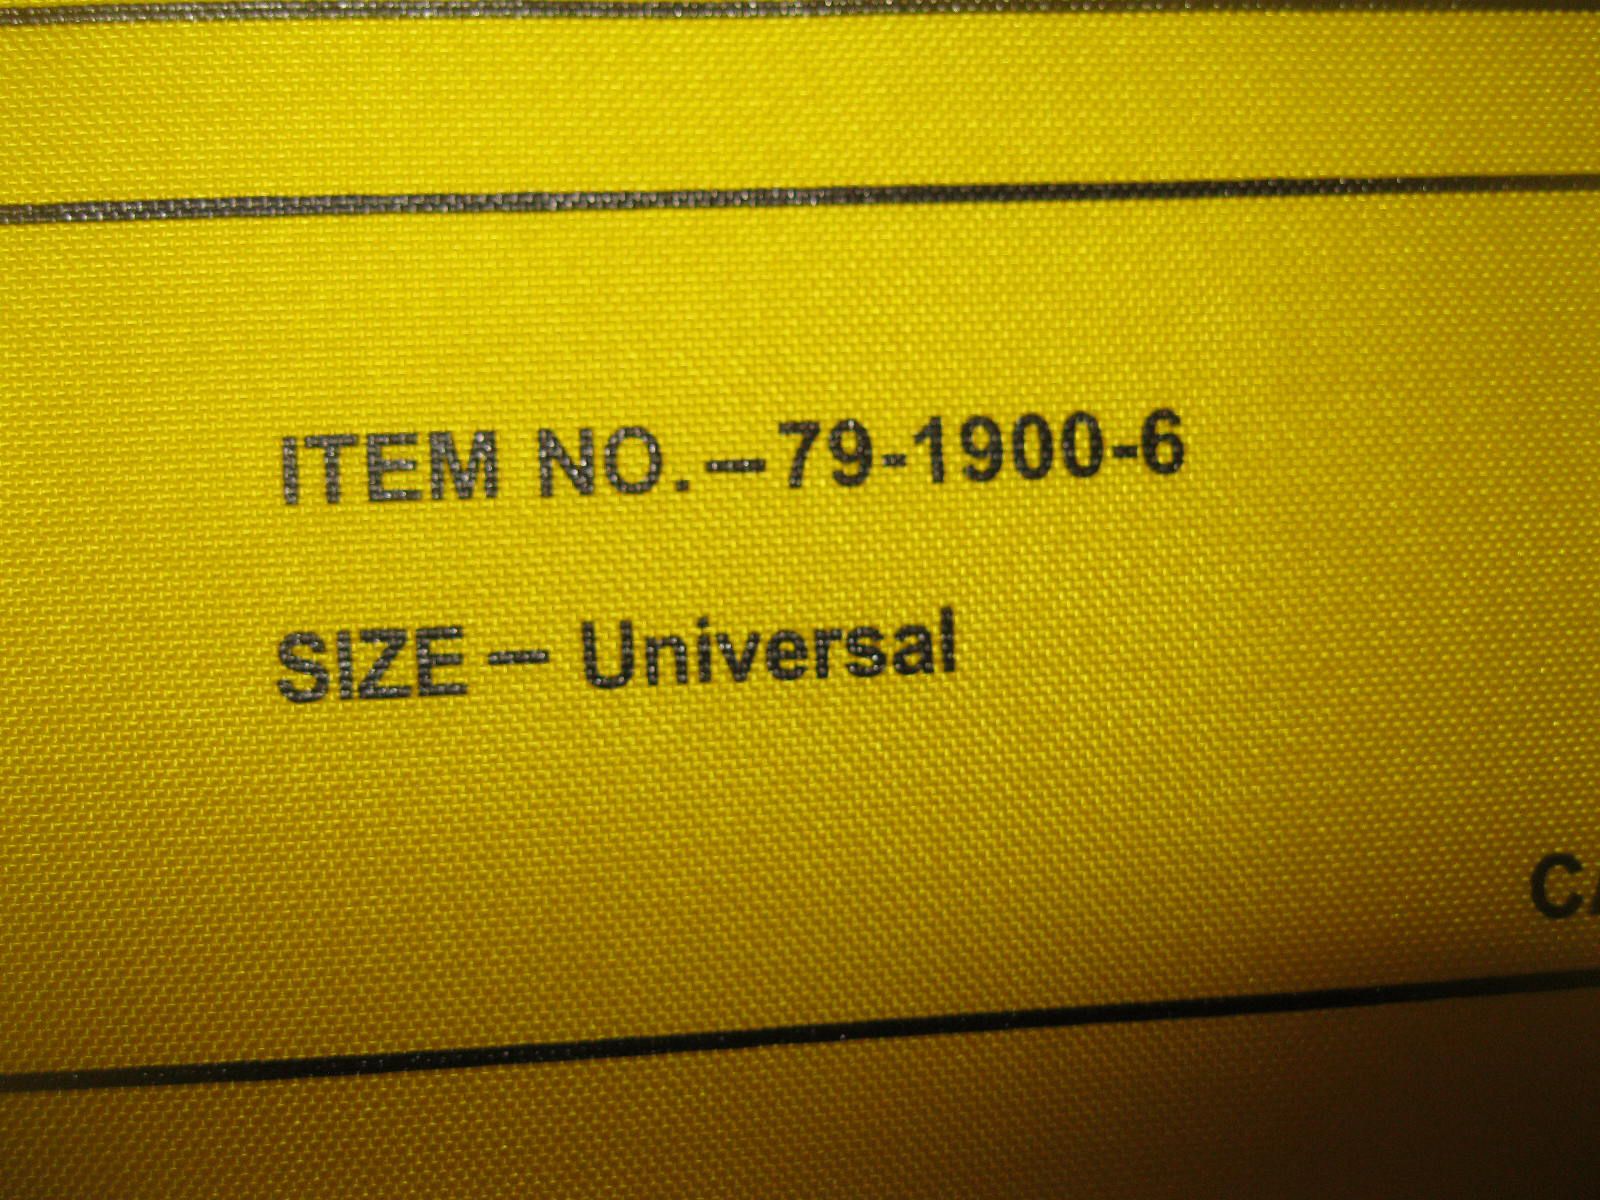 ITEM NO. – 79-1900-6
SIZE – Universal